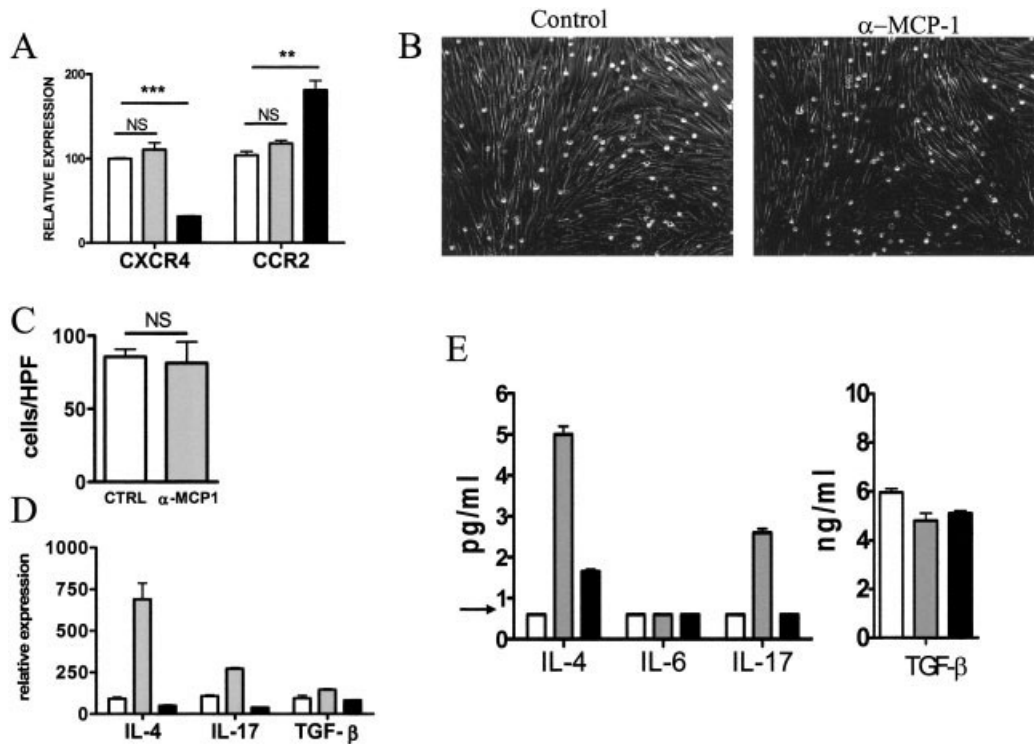 A
RELATIVE EXPRESSION
200
100
0
***
NS
**
NS
CXCR4 CCR2
B
Control α–MCP-1
C
cells/HPF
100
50
0
NS
CTRL α-MCP1
D
relative expression
1000
750
500
250
0
IL-4 IL-17 TGF- β
E
pg/ml
6
5
4
3
2
1
0
IL-4 IL-6 IL-17
ng/ml
10
8
6
4
2
0
TGF-β